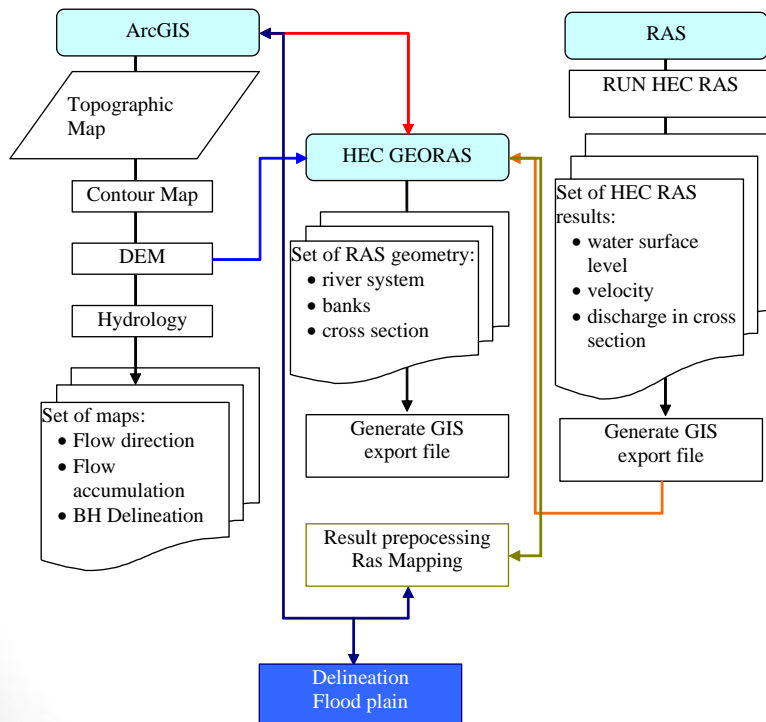 ArcGIS
Topographic
Map
Contour Map
DEM
Hydrology
Set of maps:
• Flow direction
• Flow
accumulation
• BH Delineation
HEC GEORAS
Set of RAS geometry:
• river system
• banks
• cross section
Generate GIS
export file
Result prepocessing
Ras Mapping
Delineation
Flood plain
RAS
RUN HEC RAS
Set of HEC RAS
results:
• water surface
level
• velocity
• discharge in cross
section
Generate GIS
export file